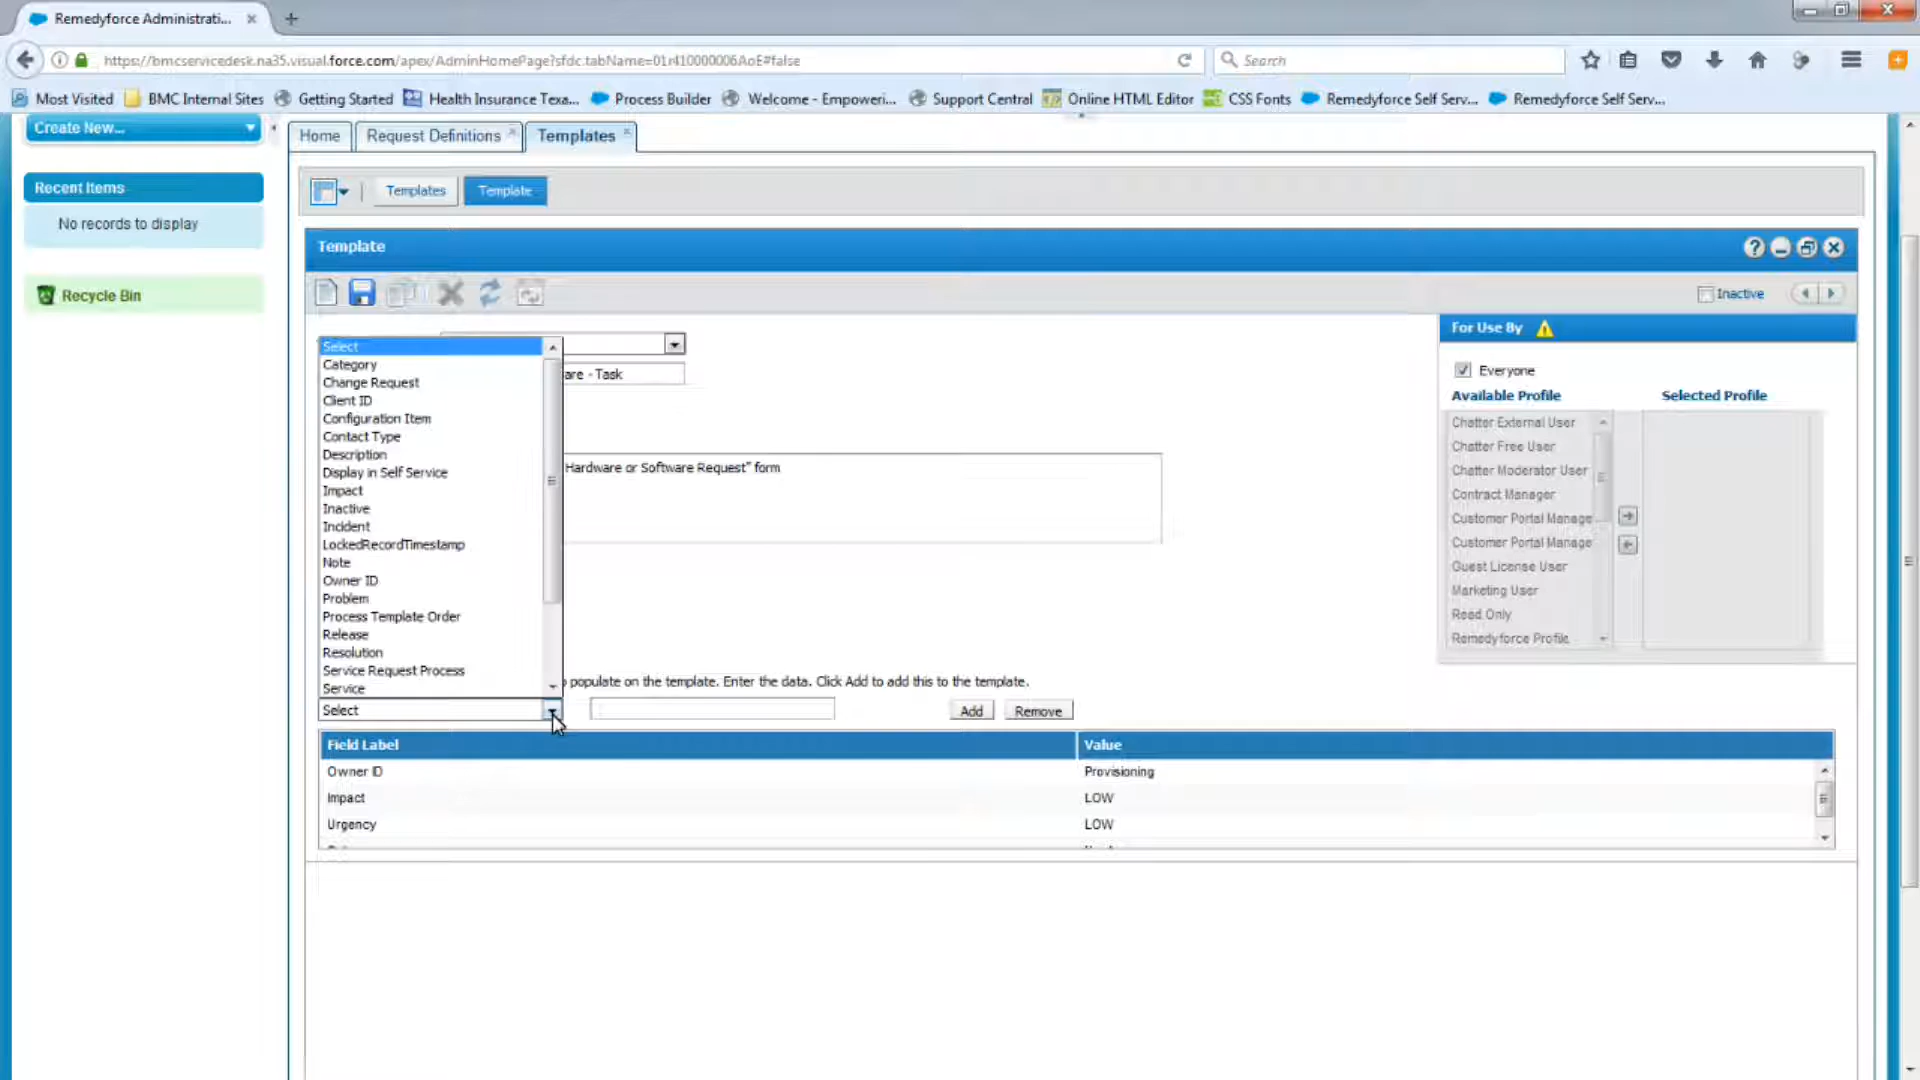 Remedyforce Administrati...
https://bmcservicedesk.na35.visual.force.com/apex/AdminHomePage?sfdc.tabName=01r410000006AoE#false
Search
Most Visited BMC Internal Sites Getting Started Health Insurance Texa... Process Builder Welcome - Empoweri... Support Central Online HTML Editor CSS Fonts Remedyforce Self Serv... Remedyforce Self Serv...
Create New...
Home Request Definitions Templates
Recent Items
No records to display
Recycle Bin
Templates Template
Template
Inactive
For Use By
Everyone
Available Profile Selected Profile
Chatter External User
Chatter Free User
Chatter Moderator User
Contract Manager
Customer Portal Manage
Customer Portal Manage
Guest License User
Marketing User
Read Only
Remedyforce Profile
are - Task
Hardware or Software Request" form
Select
Category
Change Request
Client ID
Configuration Item
Contact Type
Description
Display in Self Service
Impact
Inactive
Incident
LockedRecordTimestamp
Note
Owner ID
Problem
Process Template Order
Release
Resolution
Service Request Process
Service
populate on the template. Enter the data. Click Add to add this to the template.
Select
Add Remove
Field Label Value
Owner ID Provisioning
Impact LOW
Urgency LOW